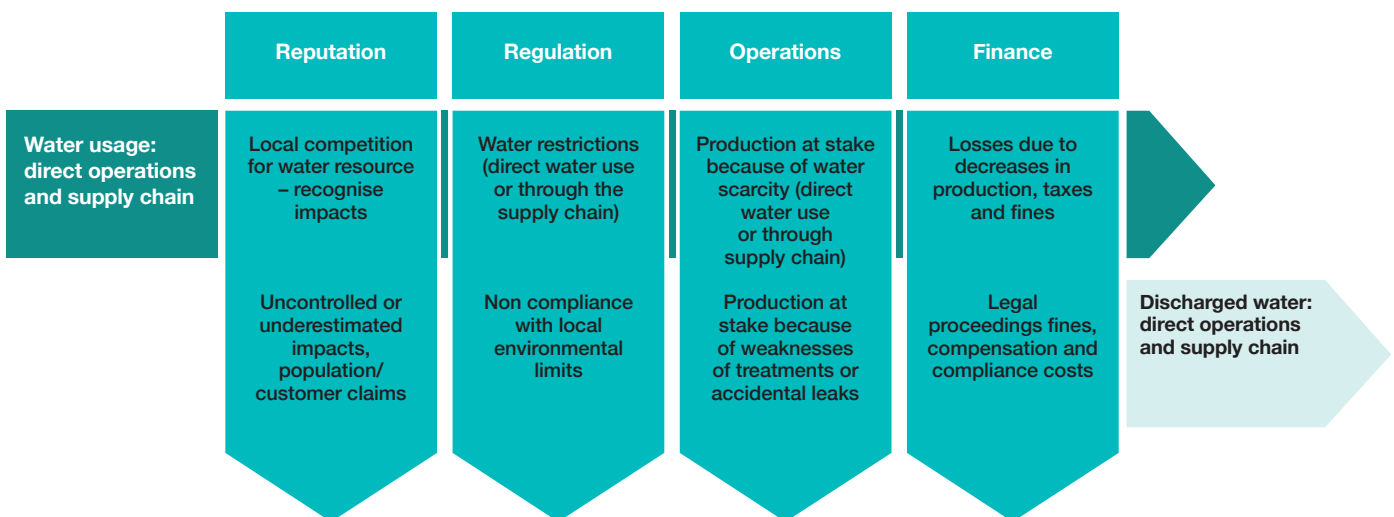 Reputation
Regulation
Operations
Finance
Water usage:
direct operations
and supply chain
Local competition
for water resource
– recognise
impacts
Water restrictions
(direct water use
or through the
supply chain)
Production at stake
because of water
scarcity (direct
water use
or through
supply chain)
Losses due to
decreases in
production, taxes
and fines
Uncontrolled or
underestimated
impacts,
population/
customer claims
Non compliance
with local
environmental
limits
Production at
stake because
of weaknesses
of treatments or
accidental leaks
Legal
proceedings fines,
compensation and
compliance costs
Discharged water:
direct operations
and supply chain